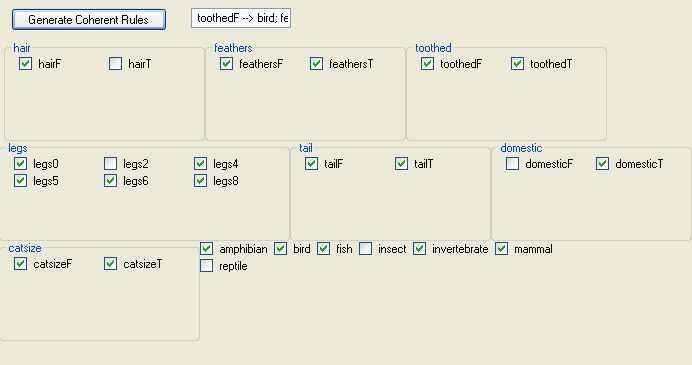 Generate Coherent Rules toothedF --> bird; fe
hair feathers toothed
hairF hairT feathersF feathersT toothedF toothedT
legs tail domestic
legs0 legs2 legs4 tailF tailT domesticF domesticT
legs5 legs6 legs8
catsize amphibian bird fish insect invertebrate mammal
catsizeF catsizeT reptile